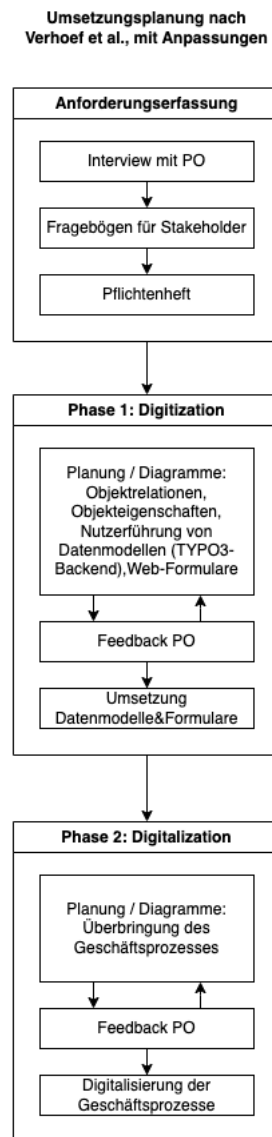 Umsetzungsplanung nach
Verhoef et al., mit Anpassungen
Anforderungserfassung
Interview mit PO
Fragebögen für Stakeholder
Pflichtenheft
Phase 1: Digitization
Planung / Diagramme:
Objektrelationen,
Objekteigenschaften,
Nutzerführung von
Datenmodellen (TYPO3-
Backend),Web-Formulare
Feedback PO
Umsetzung
Datenmodelle&Formulare
Phase 2: Digitalization
Planung / Diagramme:
Überbringung des
Geschäftsprozesses
Feedback PO
Digitalisierung der
Geschäftsprozesse